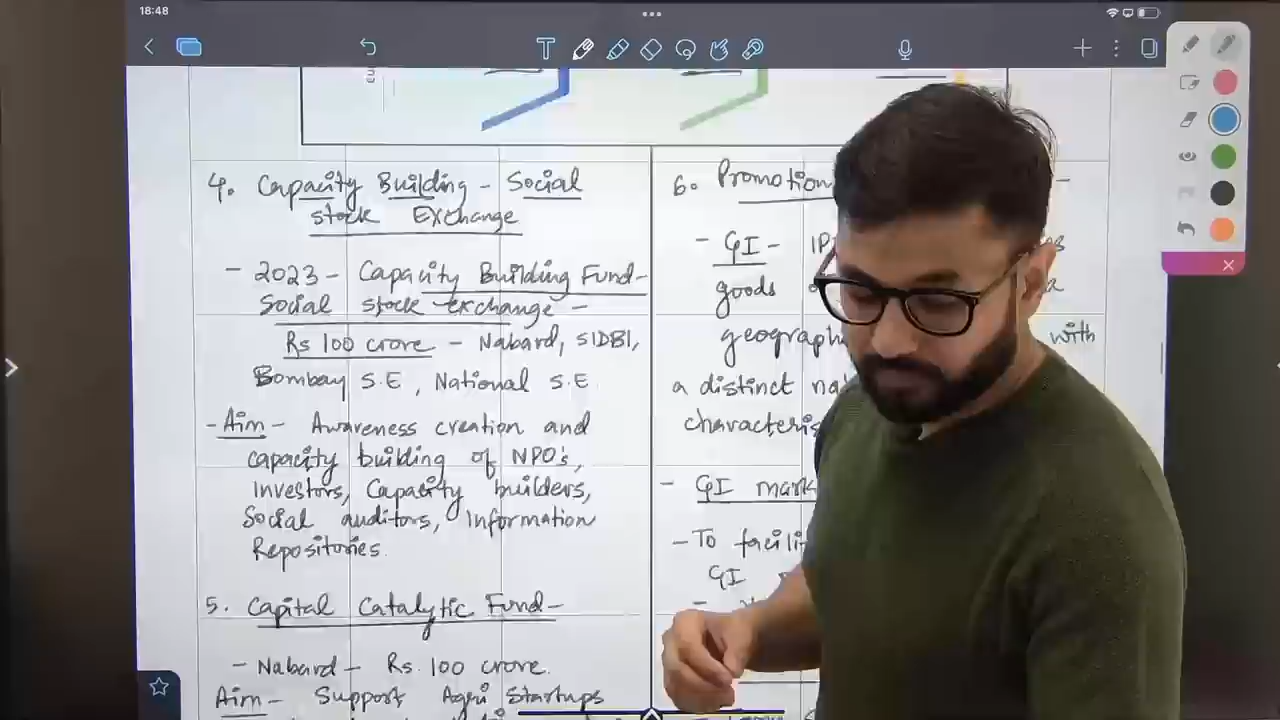 18:48
4. Capacity Building - Social
stock Exchange
- 2023 - Capacity Building Fund -
Social stock exchange -
Rs 100 crore - Nabard, SIDBI,
Bombay S.E, National S.E
- Aim - Awareness creation and
capacity building of NPO's,
Investors, Capacity builders,
Social auditors, Information
Repositories.
5. Capital Catalytic Fund -
- Nabard - Rs. 100 crore.
Aim - Support Agri Startups
6. Promotion
- GI -
goods
with
a distinct
- GI mark
- To
GI